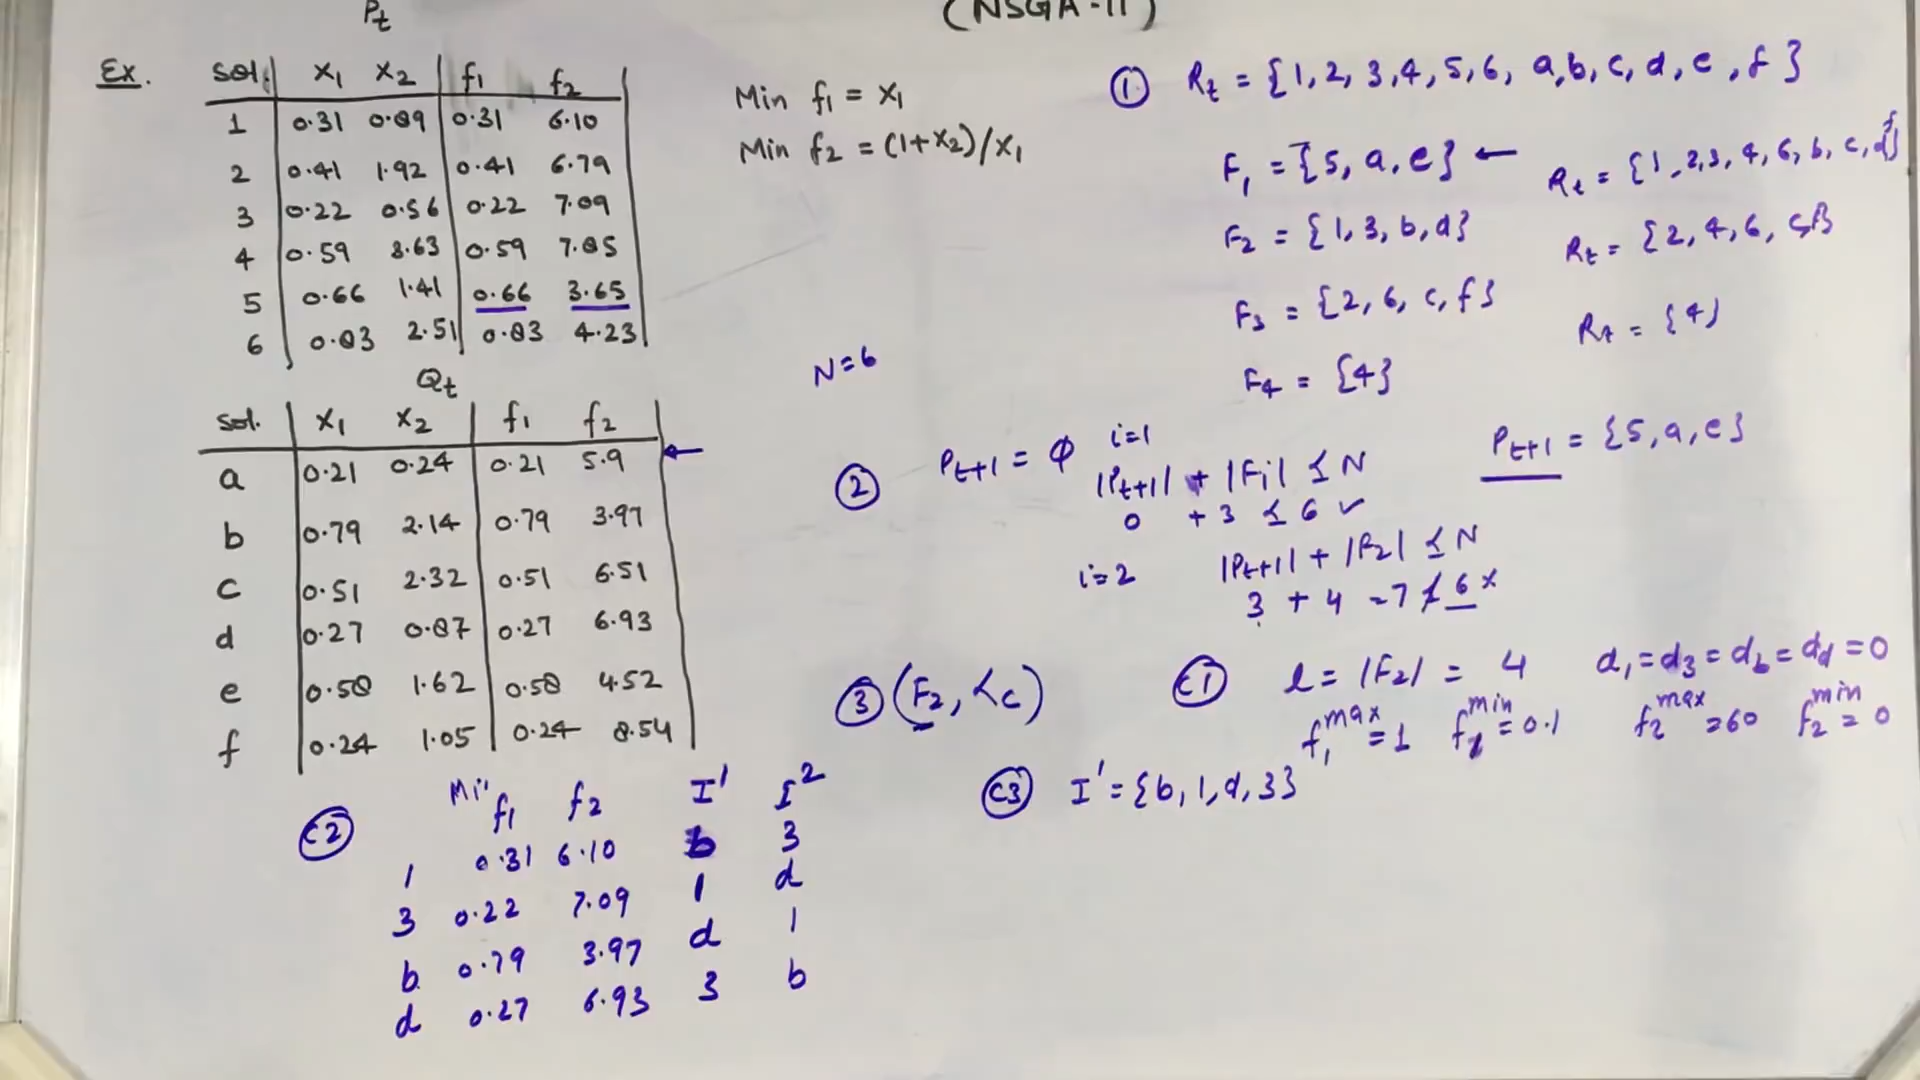 Pt
(NSGA-II)
Ex.
sol. x1 x2 f1 f2
1 0.31 0.89 0.31 6.10
2 0.41 1.92 0.41 6.79
3 0.22 0.56 0.22 7.09
4 0.59 3.63 0.59 7.85
5 0.66 1.41 0.66 3.65
6 0.83 2.51 0.83 4.23
Min f1 = x1
Min f2 = (1+x2)/x1
N=6
Qt
sol. x1 x2 f1 f2
a 0.21 0.24 0.21 5.9 ←
b 0.79 2.14 0.79 3.97
c 0.51 2.32 0.51 6.51
d 0.27 0.87 0.27 6.93
e 0.58 1.62 0.58 4.52
f 0.24 1.05 0.24 8.54
① Rt = {1, 2, 3, 4, 5, 6, a, b, c, d, e, f}
F1 = {5, a, e} ← Rt = {1, 2, 3, 4, 6, b, c, d, f}
F2 = {1, 3, b, d} Rt = {2, 4, 6, c, f}
F3 = {2, 6, c, f} Rt = {4}
F4 = {4}
② Pt+1 = ϕ i=1
|Pt+1| + |Fi| ≤ N Pt+1 = {5, a, e}
0 + 3 ≤ 6 ✓
i=2 |Pt+1| + |F2| ≤ N
3 + 4 = 7 ≰ 6 ×
③ (F2, <c)
C1 l = |F2| = 4 d1 = d3 = db = dd = 0
f1max = 1 f1min = 0.1 f2max = 60 f2min = 0
C2 Min f1 f2 I1 I2
1 0.31 6.10 b 3
3 0.22 7.09 1 d
b 0.79 3.97 d 1
d 0.27 6.93 3 b
C3 I1 = {b, 1, d, 3}